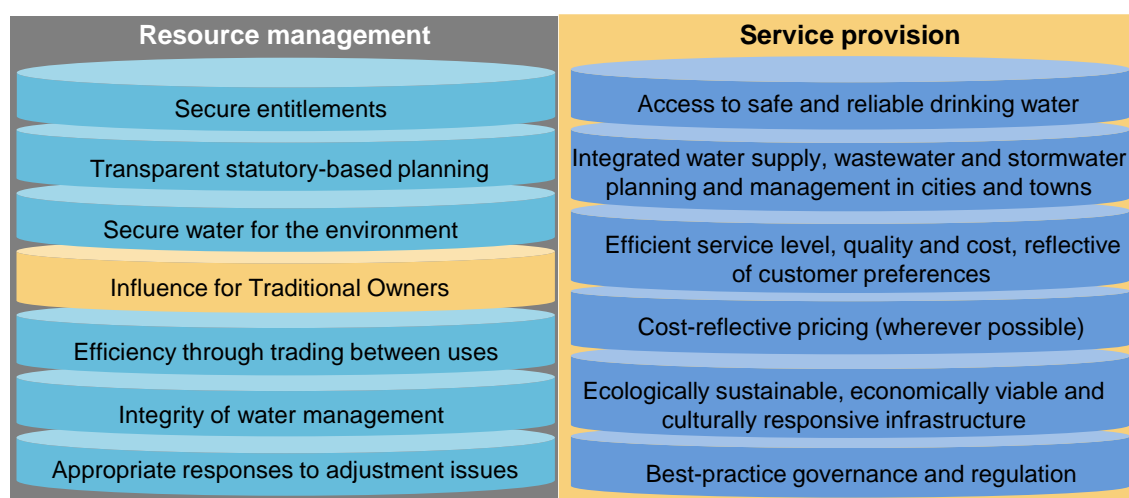 Resource management
Secure entitlements
Transparent statutory-based planning
Secure water for the environment
Influence for Traditional Owners
Efficiency through trading between uses
Integrity of water management
Appropriate responses to adjustment issues
Service provision
Access to safe and reliable drinking water
Integrated water supply, wastewater and stormwater
planning and management in cities and towns
Efficient service level, quality and cost, reflective
of customer preferences
Cost-reflective pricing (wherever possible)
Ecologically sustainable, economically viable and
culturally responsive infrastructure
Best-practice governance and regulation